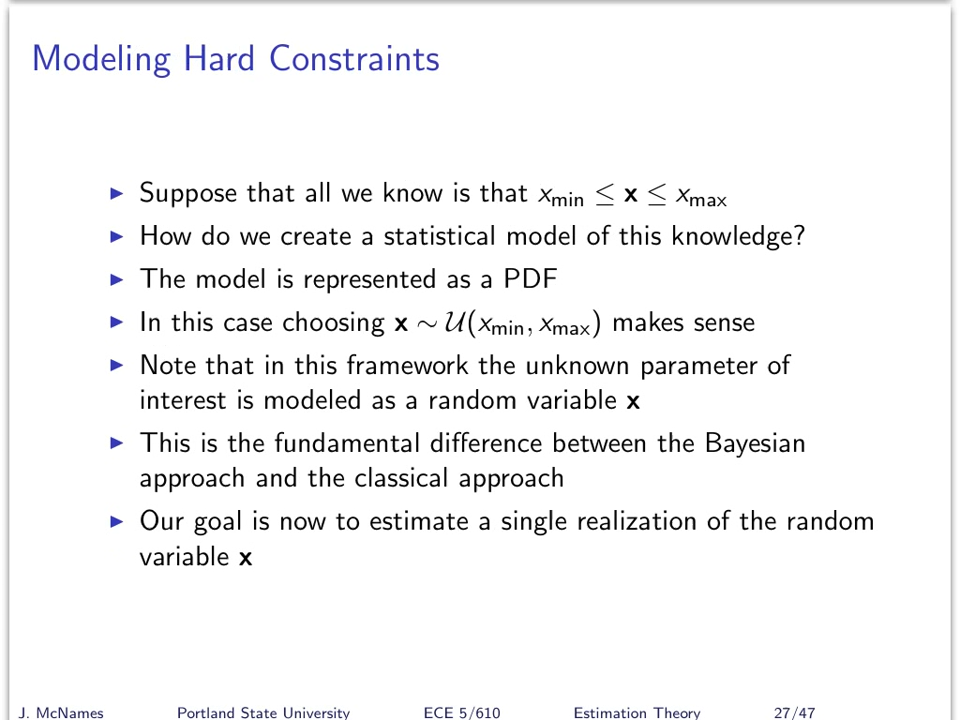 Modeling Hard Constraints
▶ Suppose that all we know is that x_min ≤ x ≤ x_max
▶ How do we create a statistical model of this knowledge?
▶ The model is represented as a PDF
▶ In this case choosing x ∼ U(x_min, x_max) makes sense
▶ Note that in this framework the unknown parameter of
interest is modeled as a random variable x
▶ This is the fundamental difference between the Bayesian
approach and the classical approach
▶ Our goal is now to estimate a single realization of the random
variable x
J. McNames Portland State University ECE 5/610 Estimation Theory 27/47